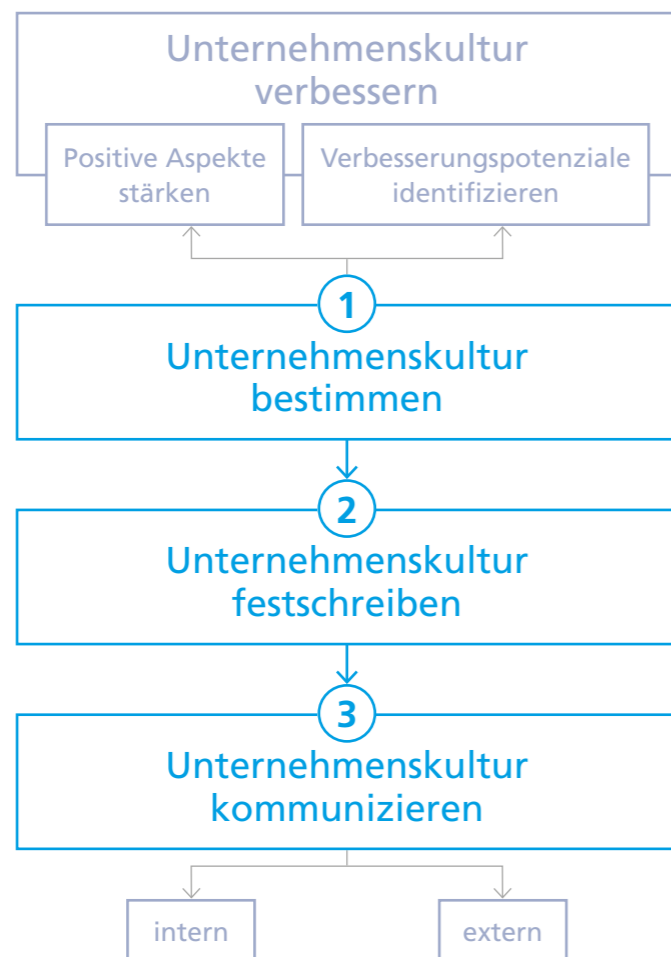 Unternehmenskultur
verbessern
Positive Aspekte
stärken
Verbesserungspotenziale
identifizieren
1
Unternehmenskultur
bestimmen
2
Unternehmenskultur
festschreiben
3
Unternehmenskultur
kommunizieren
intern
extern